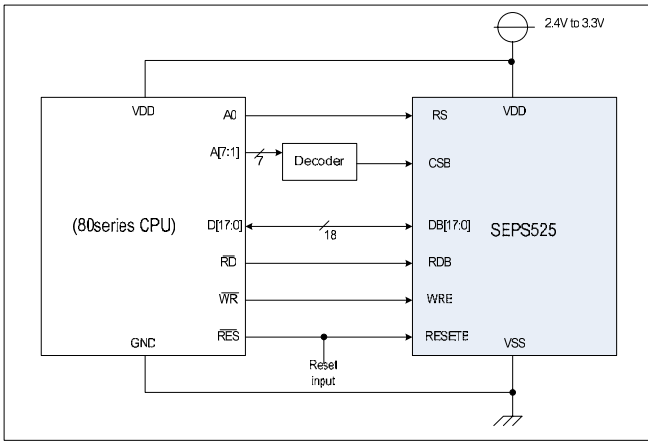 2.4V to 3.3V
VDD
A0
RS
VDD
A[7:1]
7
Decoder
CSB
(80series CPU)
D[17:0]
18
DB[17:0]
SEPS525
RD
RDB
WR
WRE
GND
RES
RESETB
VSS
Reset
input